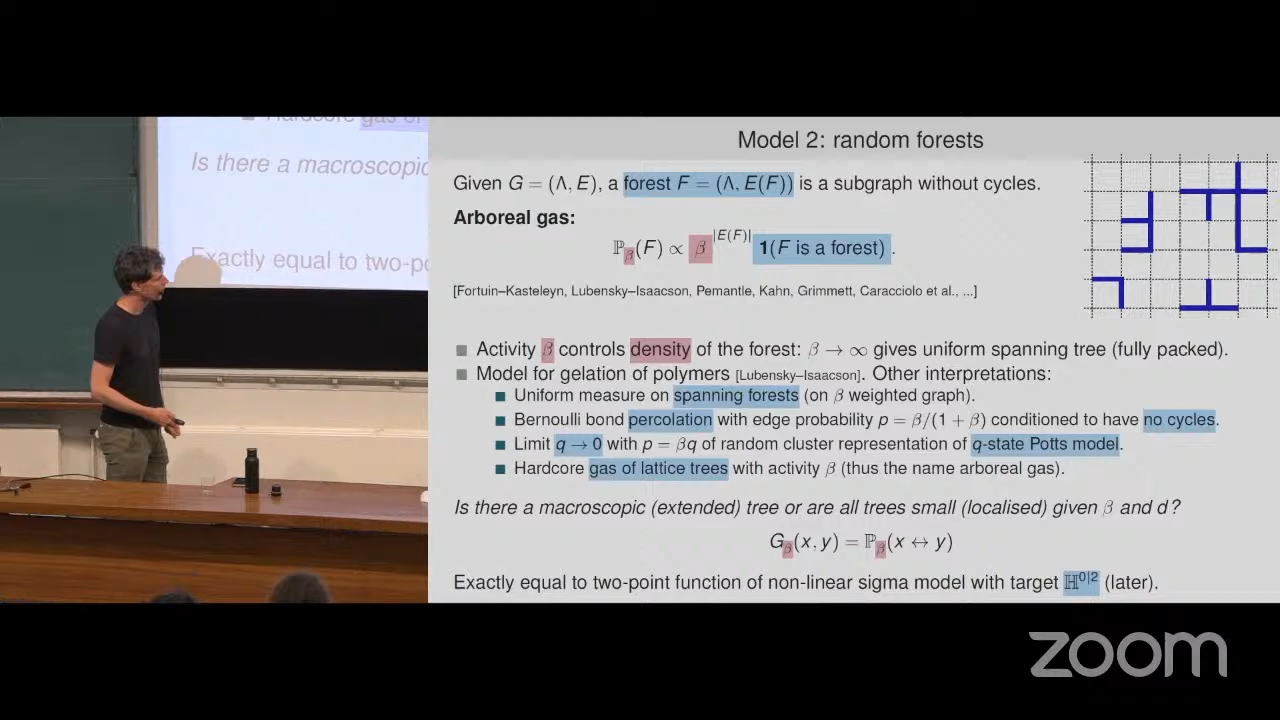 Hardcore gas of
Is there a macroscopic
Exactly equal to two-po
Model 2: random forests
Given G = (Λ, E), a forest F = (Λ, E(F)) is a subgraph without cycles.
Arboreal gas:
ℙ_β(F) ∝ β^{|E(F)|} 1(F is a forest).
[Fortuin–Kasteleyn, Lubensky–Isaacson, Pemantle, Kahn, Grimmett, Caracciolo et al., ...]
■ Activity β controls density of the forest: β → ∞ gives uniform spanning tree (fully packed).
■ Model for gelation of polymers [Lubensky–Isaacson]. Other interpretations:
■ Uniform measure on spanning forests (on β weighted graph).
■ Bernoulli bond percolation with edge probability p = β/(1 + β) conditioned to have no cycles.
■ Limit q → 0 with p = βq of random cluster representation of q-state Potts model.
■ Hardcore gas of lattice trees with activity β (thus the name arboreal gas).
Is there a macroscopic (extended) tree or are all trees small (localised) given β and d?
G_β(x, y) = ℙ_β(x ↔ y)
Exactly equal to two-point function of non-linear sigma model with target ℍ^{0|2} (later).
zoom